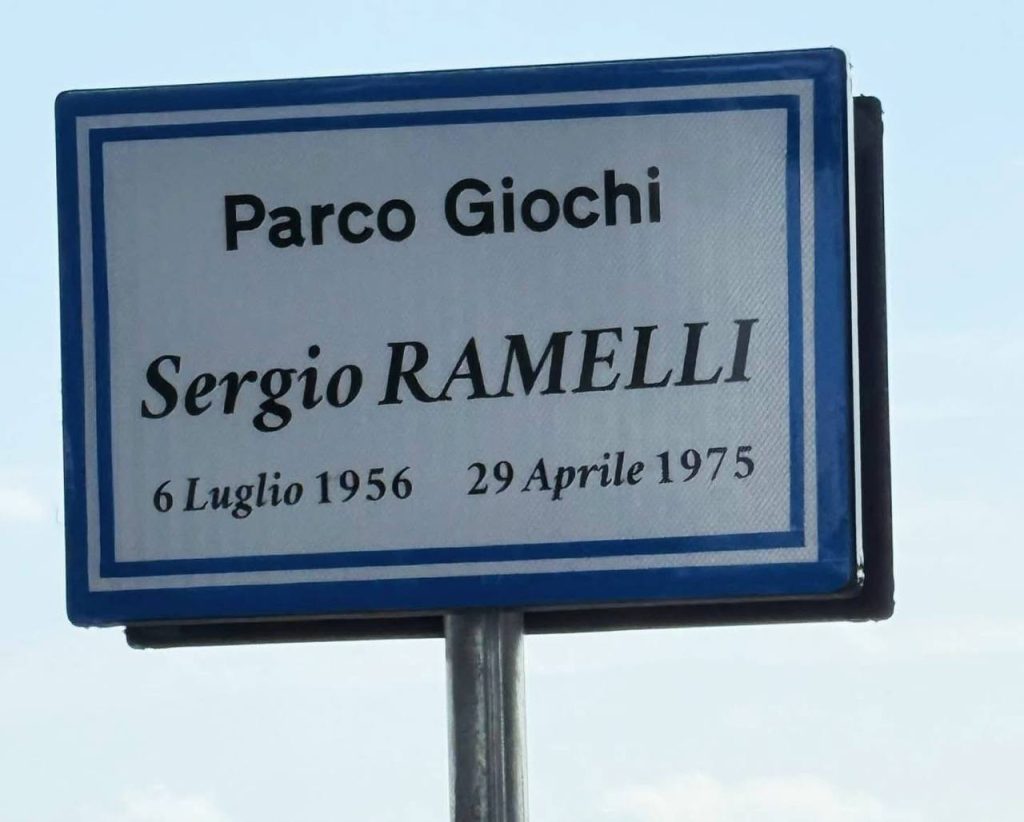 Parco Giochi
Sergio RAMELLI
6 Luglio 1956 29 Aprile 1975